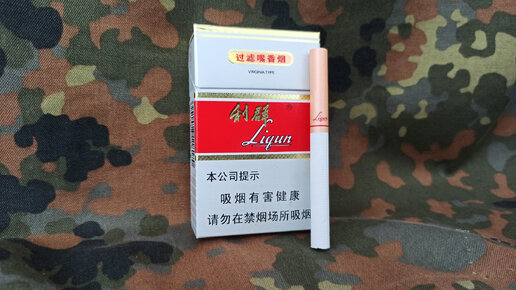 过滤嘴香烟
VIRGINIA TYPE
利群
Liqun
Liqun
本公司提示
吸烟有害健康
请勿在禁烟场所吸烟